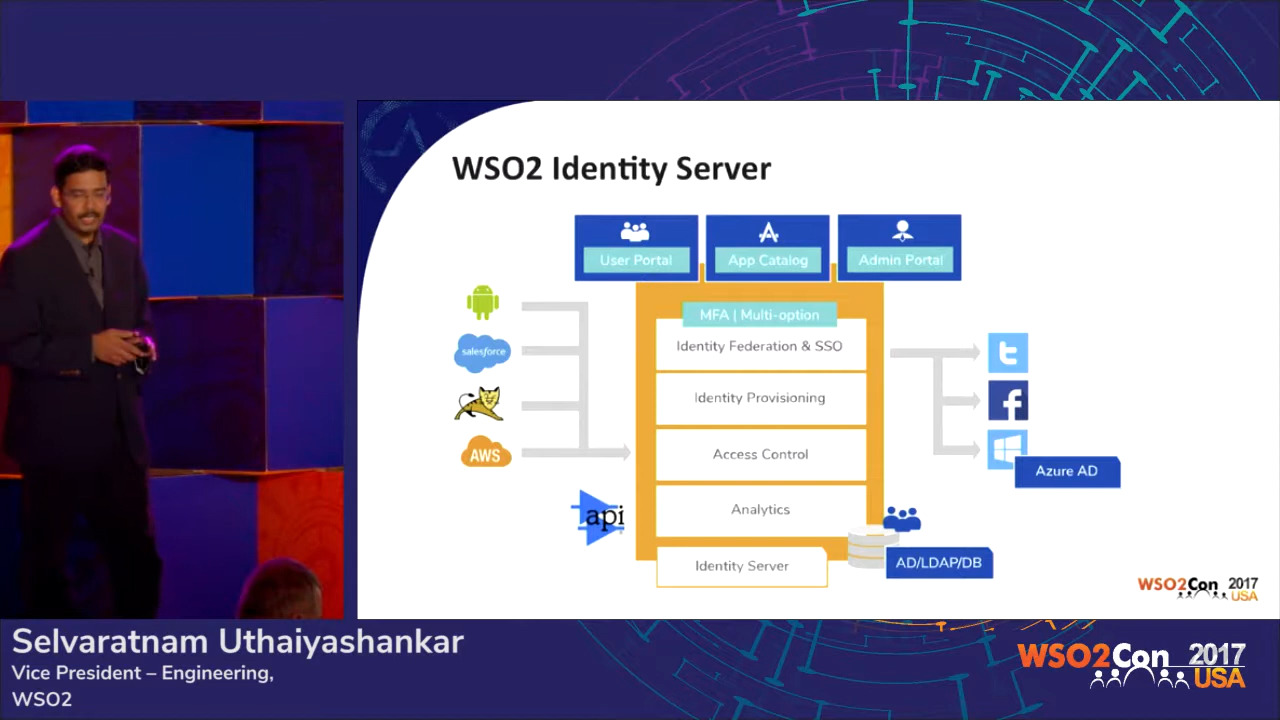 WSO2 Identity Server
User Portal
App Catalog
Admin Portal
MFA | Multi-option
Identity Federation & SSO
Identity Provisioning
Access Control
Analytics
Identity Server
salesforce
AWS
api
Azure AD
AD/LDAP/DB
WSO2Con 2017
USA
Selvaratnam Uthaiyashankar
Vice President – Engineering,
WSO2
WSO2Con 2017
USA